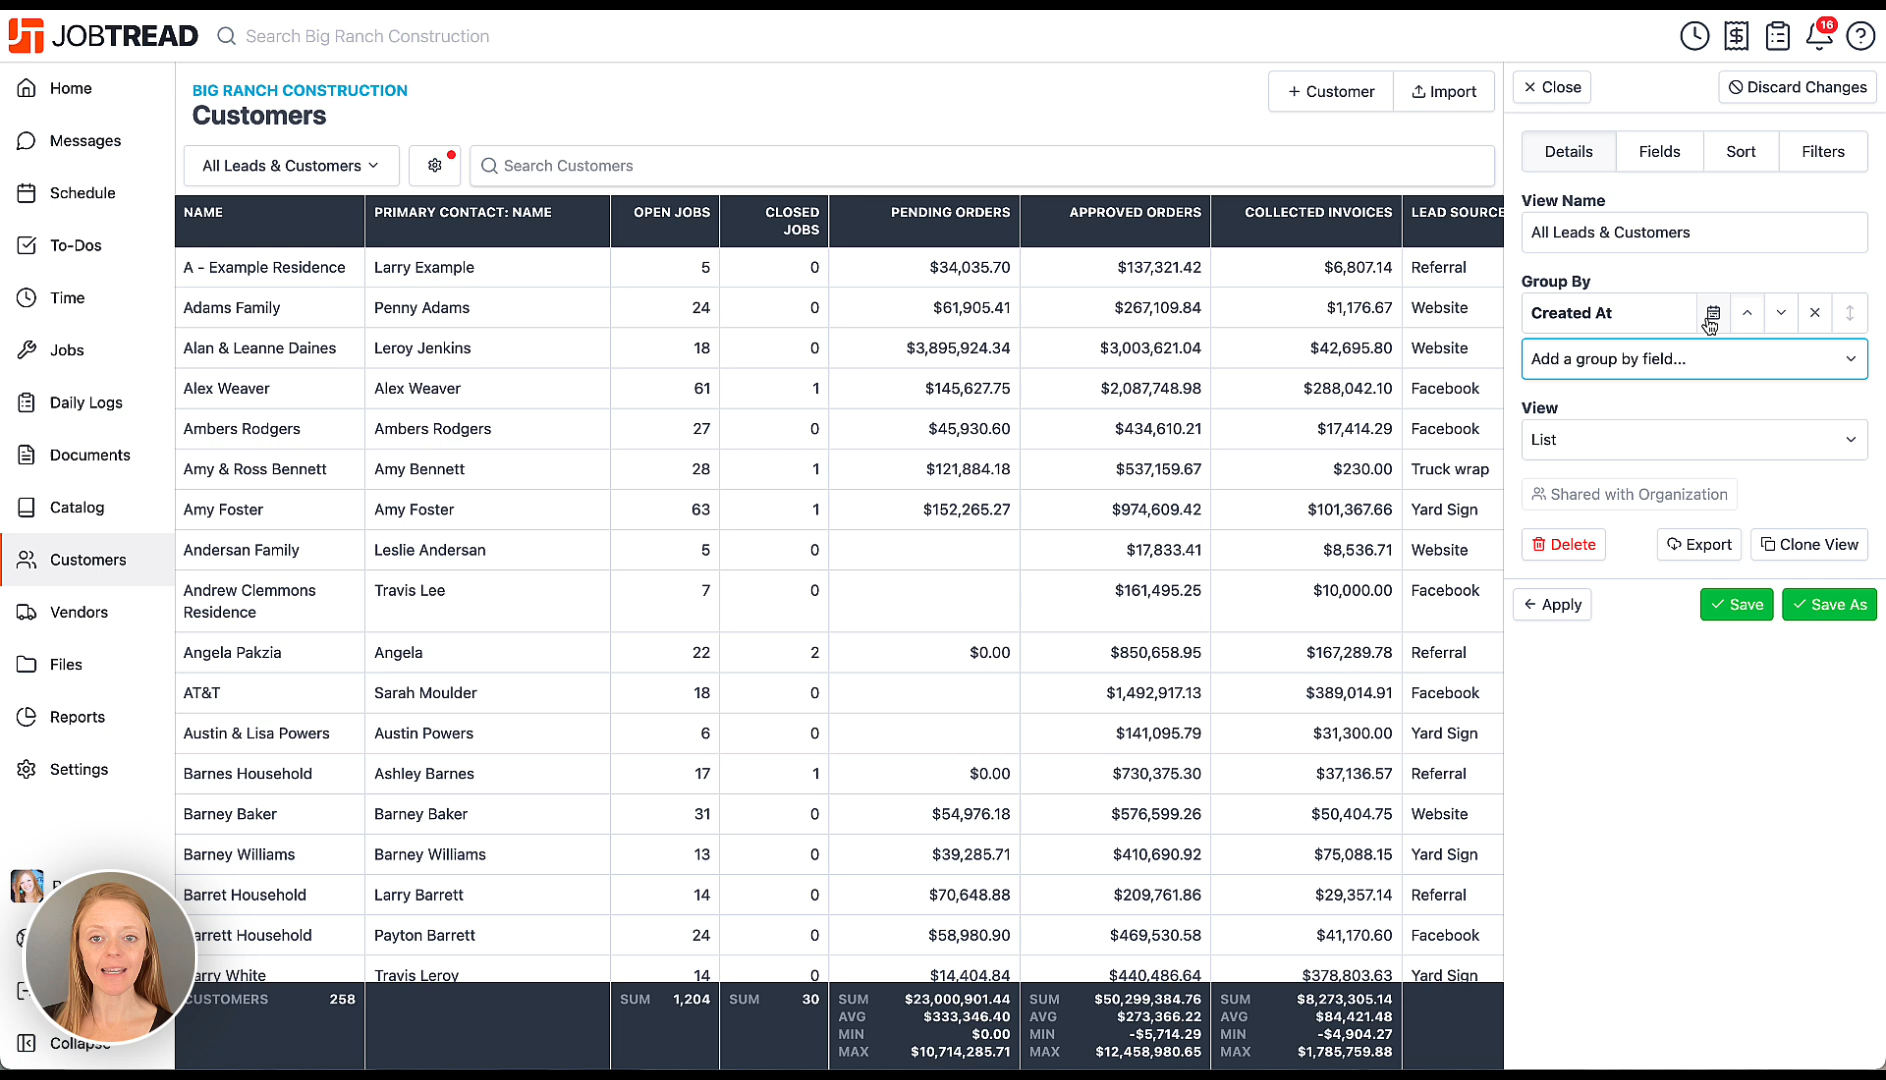 JOBTREAD
Search Big Ranch Construction
16
Home
Messages
Schedule
To-Dos
Time
Jobs
Daily Logs
Documents
Catalog
Customers
Vendors
Files
Reports
Settings
Collapse
BIG RANCH CONSTRUCTION
Customers
+ Customer
Import
All Leads & Customers
Search Customers
NAME PRIMARY CONTACT: NAME OPEN JOBS CLOSED JOBS PENDING ORDERS APPROVED ORDERS COLLECTED INVOICES LEAD SOURCE
A - Example Residence Larry Example 5 0 $34,035.70 $137,321.42 $6,807.14 Referral
Adams Family Penny Adams 24 0 $61,905.41 $267,109.84 $1,176.67 Website
Alan & Leanne Daines Leroy Jenkins 18 0 $3,895,924.34 $3,003,621.04 $42,695.80 Website
Alex Weaver Alex Weaver 61 1 $145,627.75 $2,087,748.98 $288,042.10 Facebook
Ambers Rodgers Ambers Rodgers 27 0 $45,930.60 $434,610.21 $17,414.29 Facebook
Amy & Ross Bennett Amy Bennett 28 1 $121,884.18 $537,159.67 $230.00 Truck wrap
Amy Foster Amy Foster 63 1 $152,265.27 $974,609.42 $101,367.66 Yard Sign
Andersan Family Leslie Andersan 5 0 $17,833.41 $8,536.71 Website
Andrew Clemmons Travis Lee 7 0 $161,495.25 $10,000.00 Facebook
Residence
Angela Pakzia Angela 22 2 $0.00 $850,658.95 $167,289.78 Referral
AT&T Sarah Moulder 18 0 $1,492,917.13 $389,014.91 Facebook
Austin & Lisa Powers Austin Powers 6 0 $141,095.79 $31,300.00 Yard Sign
Barnes Household Ashley Barnes 17 1 $0.00 $730,375.30 $37,136.57 Referral
Barney Baker Barney Baker 31 0 $54,976.18 $576,599.26 $50,404.75 Website
Barney Williams Barney Williams 13 0 $39,285.71 $410,690.92 $75,088.15 Yard Sign
Barret Household Larry Barrett 14 0 $70,648.88 $209,761.86 $29,357.14 Referral
arrett Household Payton Barrett 24 0 $58,980.90 $469,530.58 $41,170.60 Facebook
arry White Travis Leroy 14 0 $14,404.84 $440,486.64 $378,803.63 Yard Sign
CUSTOMERS 258 SUM 1,204 SUM 30 SUM $23,000,901.44 SUM $50,299,384.76 SUM $8,273,305.14
AVG $333,346.40 AVG $273,366.22 AVG $84,421.48
MIN $0.00 MIN -$5,714.29 MIN -$4,904.27
MAX $10,714,285.71 MAX $12,458,980.65 MAX $1,785,759.88
Close
Discard Changes
Details Fields Sort Filters
View Name
All Leads & Customers
Group By
Created At
Add a group by field...
View
List
Shared with Organization
Delete
Export
Clone View
Apply
Save
Save As